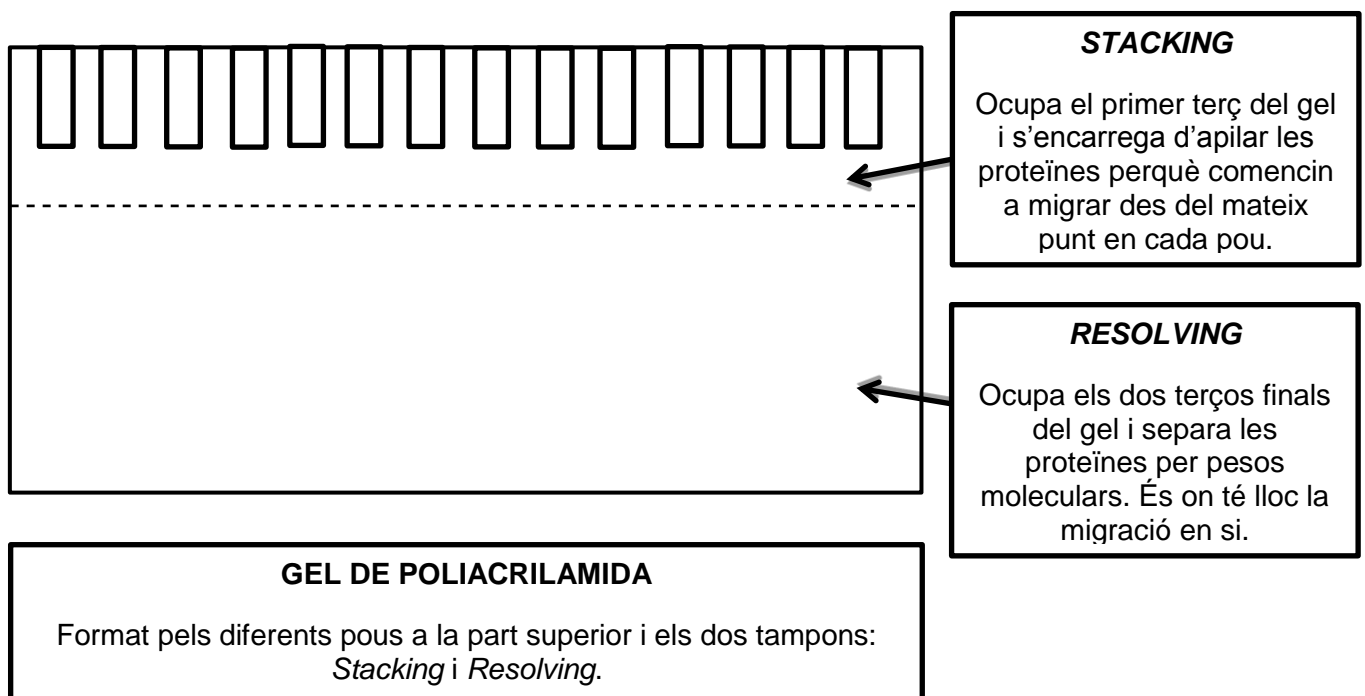 STACKING
Ocupa el primer terç del gel
i s’encarrega d’apilar les
proteïnes perquè comencin
a migrar des del mateix
punt en cada pou.
RESOLVING
Ocupa els dos terços finals
del gel i separa les
proteïnes per pesos
moleculars. És on té lloc la
migració en si.
GEL DE POLIACRILAMIDA
Format pels diferents pous a la part superior i els dos tampons:
Stacking i Resolving.